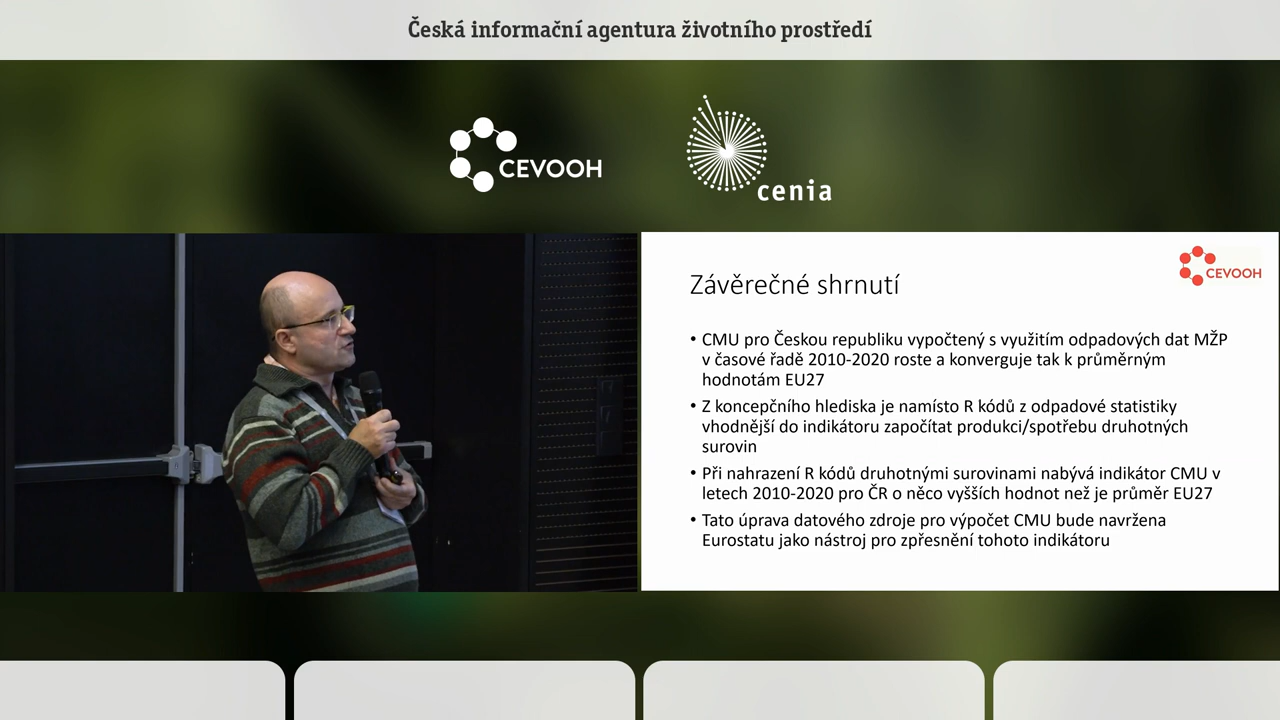 Česká informační agentura životního prostředí
CEVOOH
cenia
CEVOOH
Závěrečné shrnutí
• CMU pro Českou republiku vypočtený s využitím odpadových dat MŽP
v časové řadě 2010-2020 roste a konverguje tak k průměrným
hodnotám EU27
• Z koncepčního hlediska je namísto R kódů z odpadové statistiky
vhodnější do indikátoru započítat produkci/spotřebu druhotných
surovin
• Při nahrazení R kódů druhotnými surovinami nabývá indikátor CMU v
letech 2010-2020 pro ČR o něco vyšších hodnot než je průměr EU27
• Tato úprava datového zdroje pro výpočet CMU bude navržena
Eurostatu jako nástroj pro zpřesnění tohoto indikátoru